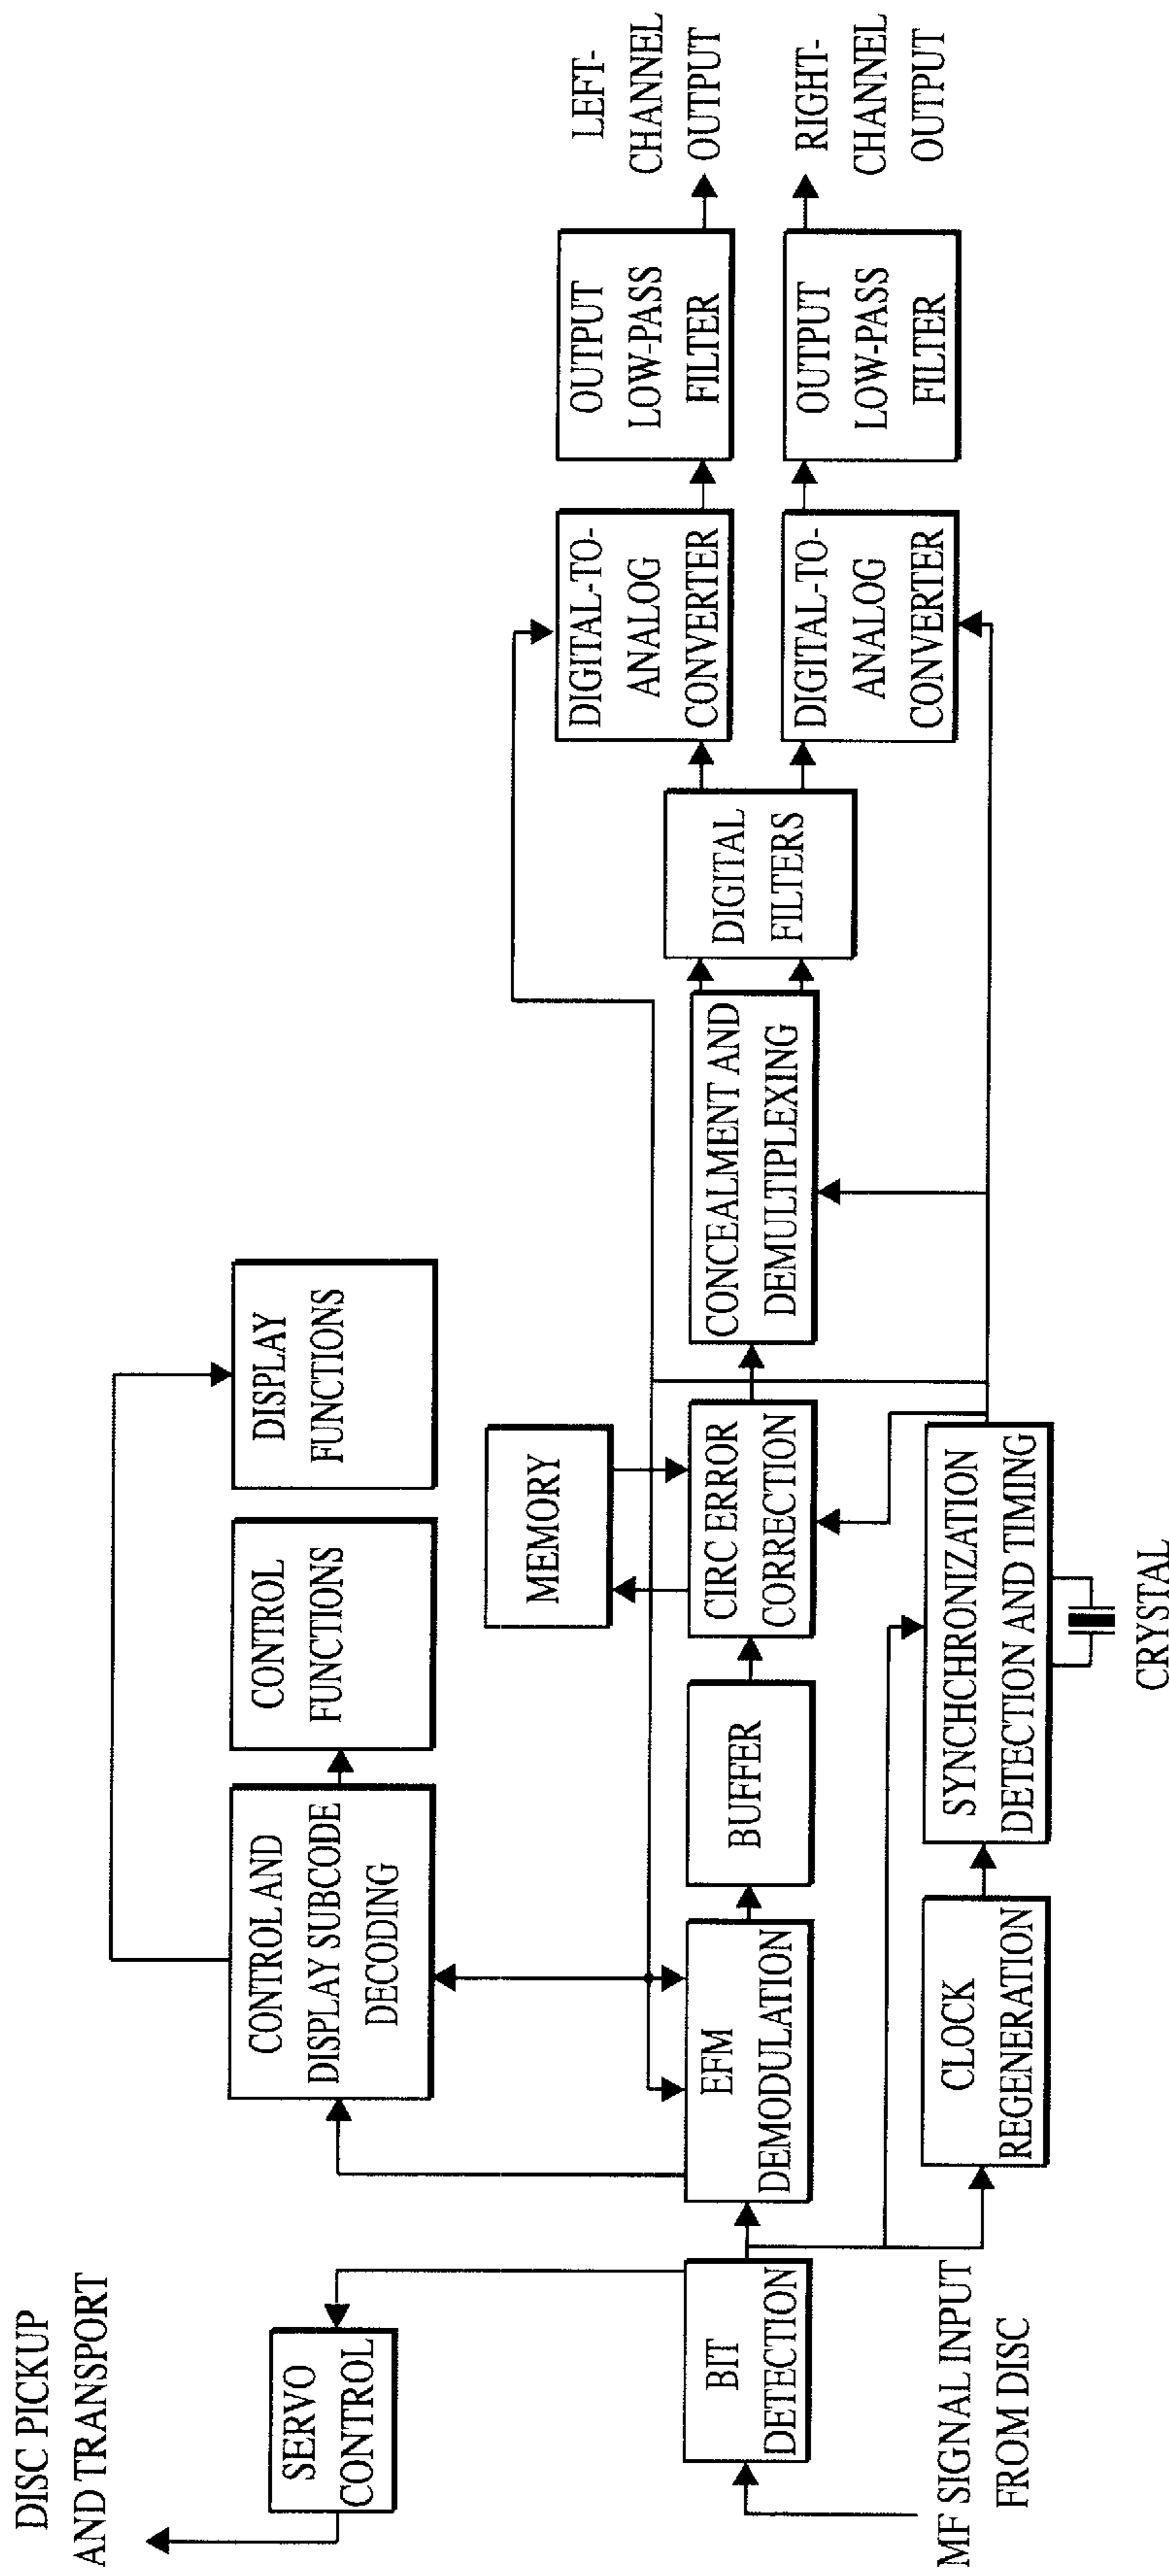 DISC PICKUP
AND TRANSPORT
SERVO
CONTROL
CONTROL AND
DISPLAY SUBCODE
DECODING
CONTROL
FUNCTIONS
DISPLAY
FUNCTIONS
MEMORY
MF SIGNAL INPUT
FROM DISC
BIT
DETECTION
EFM
DEMODULATION
BUFFER
CIRC ERROR
CORRECTION
CONCEALMENT AND
DEMULTIPLEXING
DIGITAL
FILTERS
DIGITAL-TO-
ANALOG
CONVERTER
OUTPUT
LOW-PASS
FILTER
LEFT-
CHANNEL
OUTPUT
DIGITAL-TO-
ANALOG
CONVERTER
OUTPUT
LOW-PASS
FILTER
RIGHT-
CHANNEL
OUTPUT
CLOCK
REGENERATION
SYNCHCHRONIZATION
DETECTION AND TIMING
CRYSTAL